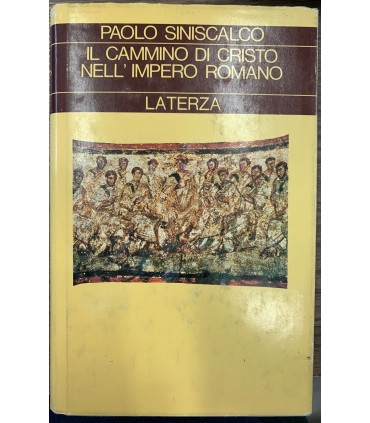 PAOLO SINISCALCO
IL CAMMINO DI CRISTO
NELL'IMPERO ROMANO
LATERZA